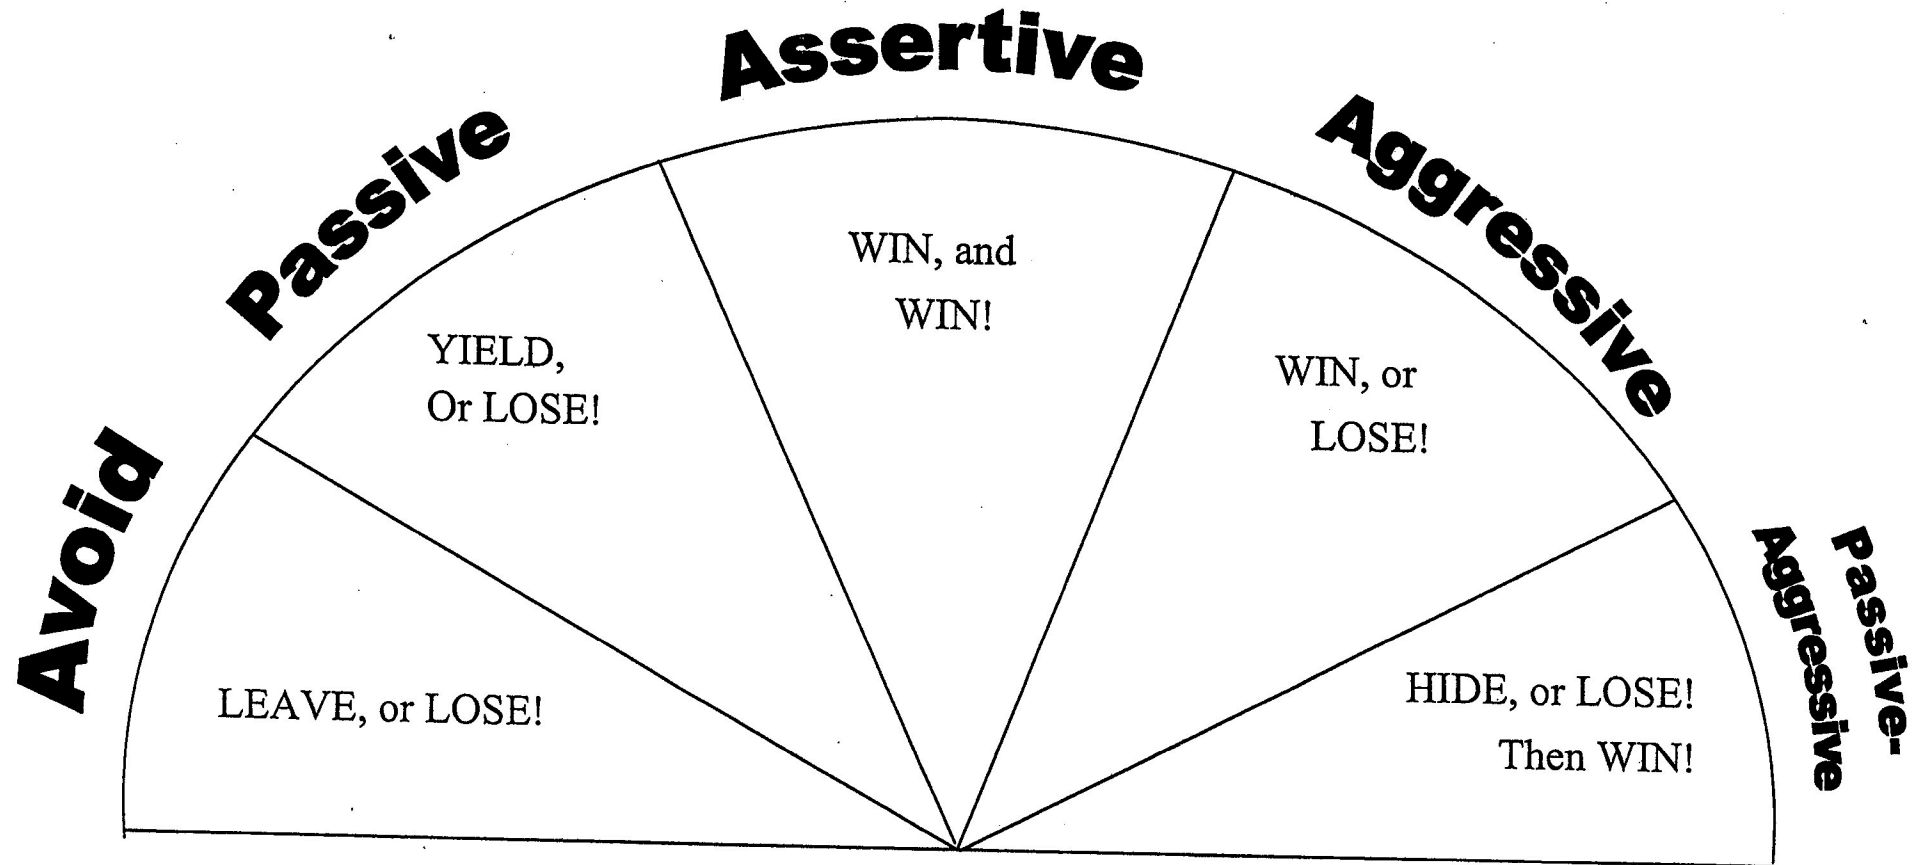 Avoid
Passive
Assertive
Aggressive
Passive-
Aggressive
LEAVE, or LOSE!
YIELD,
Or LOSE!
WIN, and
WIN!
WIN, or
LOSE!
HIDE, or LOSE!
Then WIN!